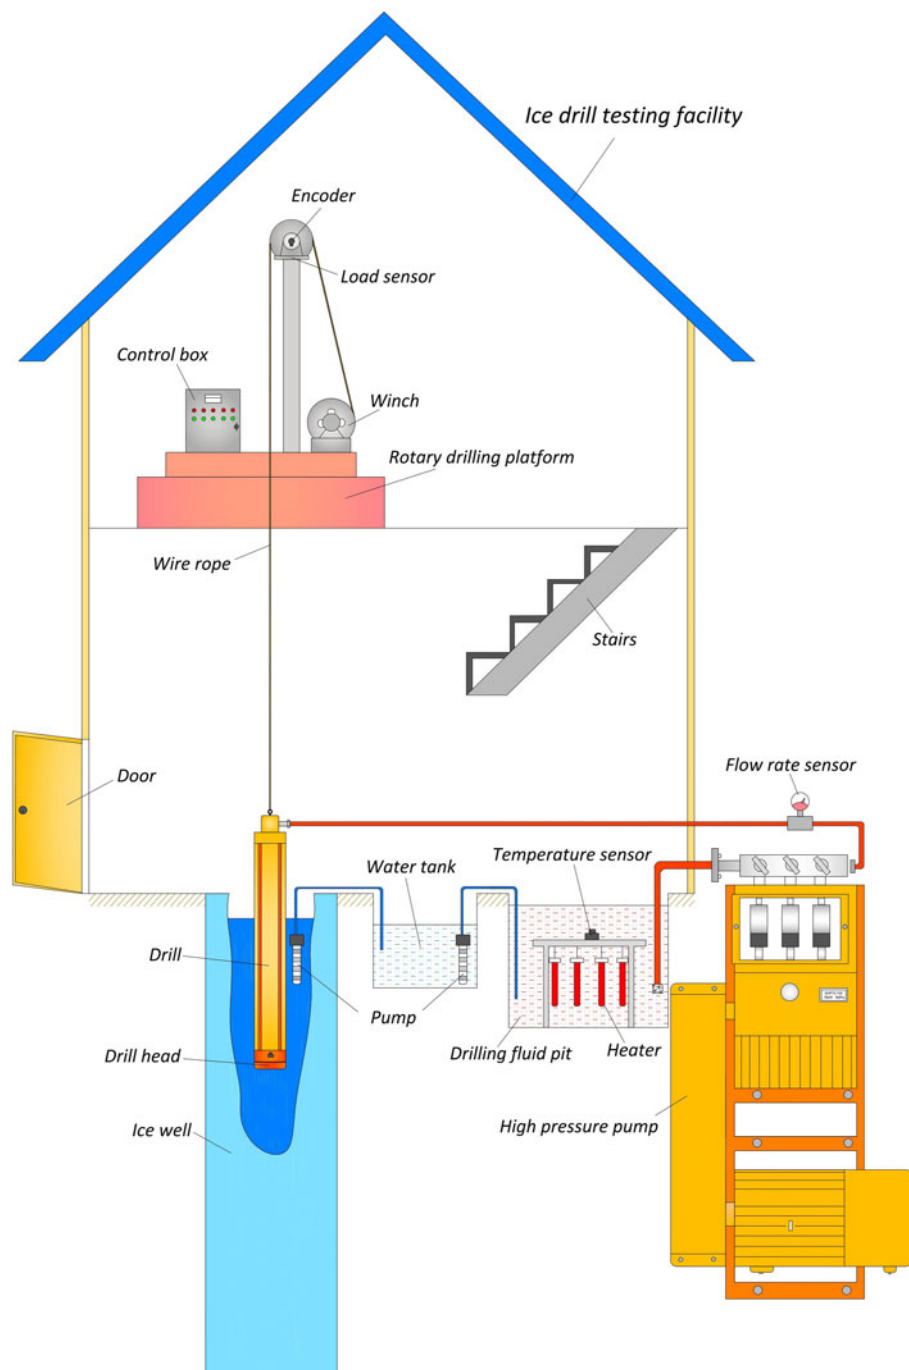 Ice drill testing facility
Encoder
Load sensor
Control box
Winch
Rotary drilling platform
Wire rope
Stairs
Door
Flow rate sensor
Water tank
Temperature sensor
Drill
Pump
Drill head
Drilling fluid pit
Heater
Ice well
High pressure pump